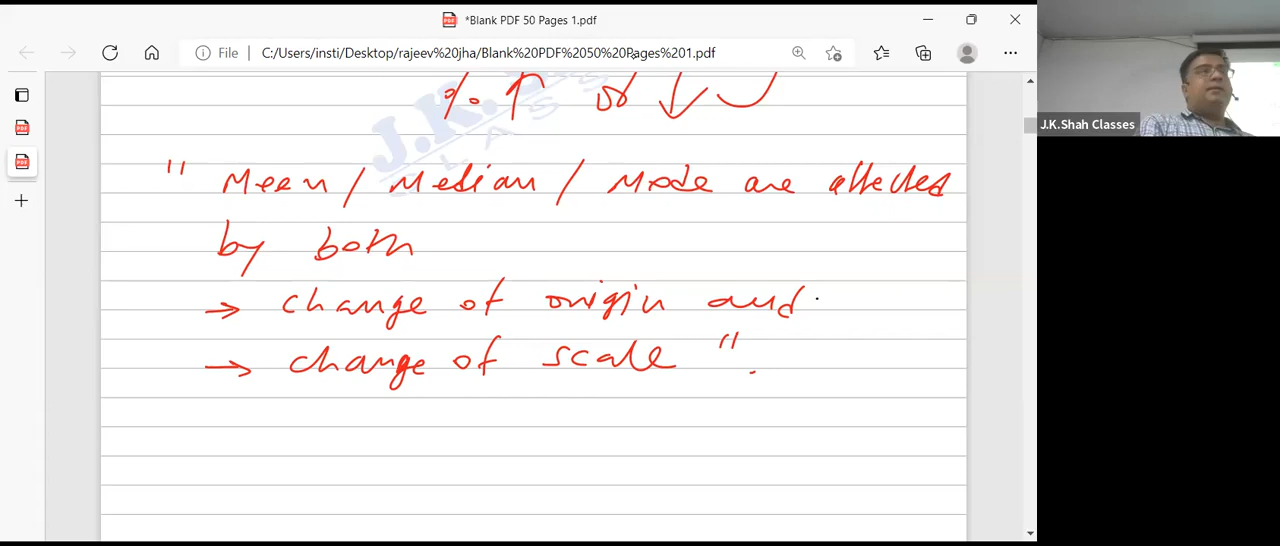 *Blank PDF 50 Pages 1.pdf
File C:/Users/insti/Desktop/rajeev%20jha/Blank%20PDF%2050%20Pages%201.pdf
J.K.Shah Classes
% ↑ or ↓
" Mean / Median / Mode are affected
by both
→ change of origin and
→ change of scale ".